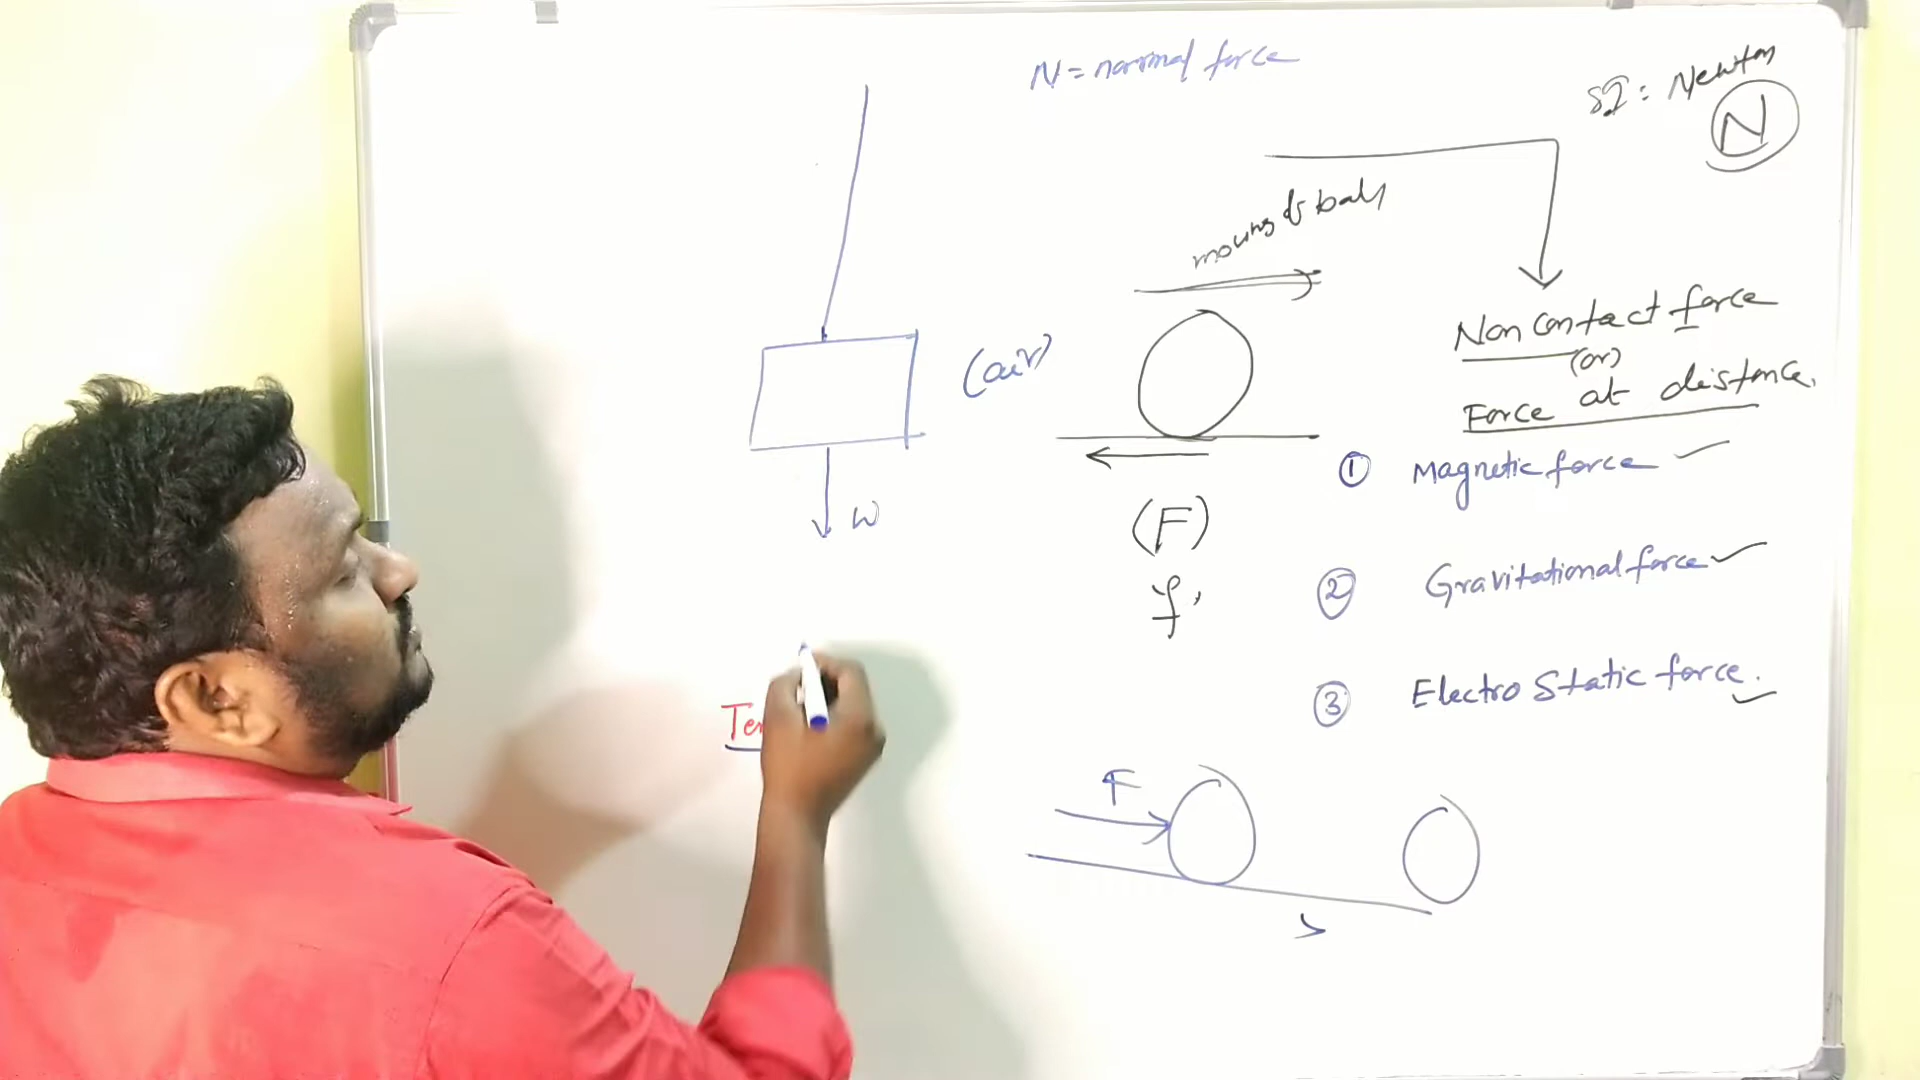 N = normal force
SI : Newton
N
moving of ball
(air)
Non contact force
(or)
Force at distance.
① Magnetic force
W
(F)
f,
② Gravitational force
③ Electro Static force.
F